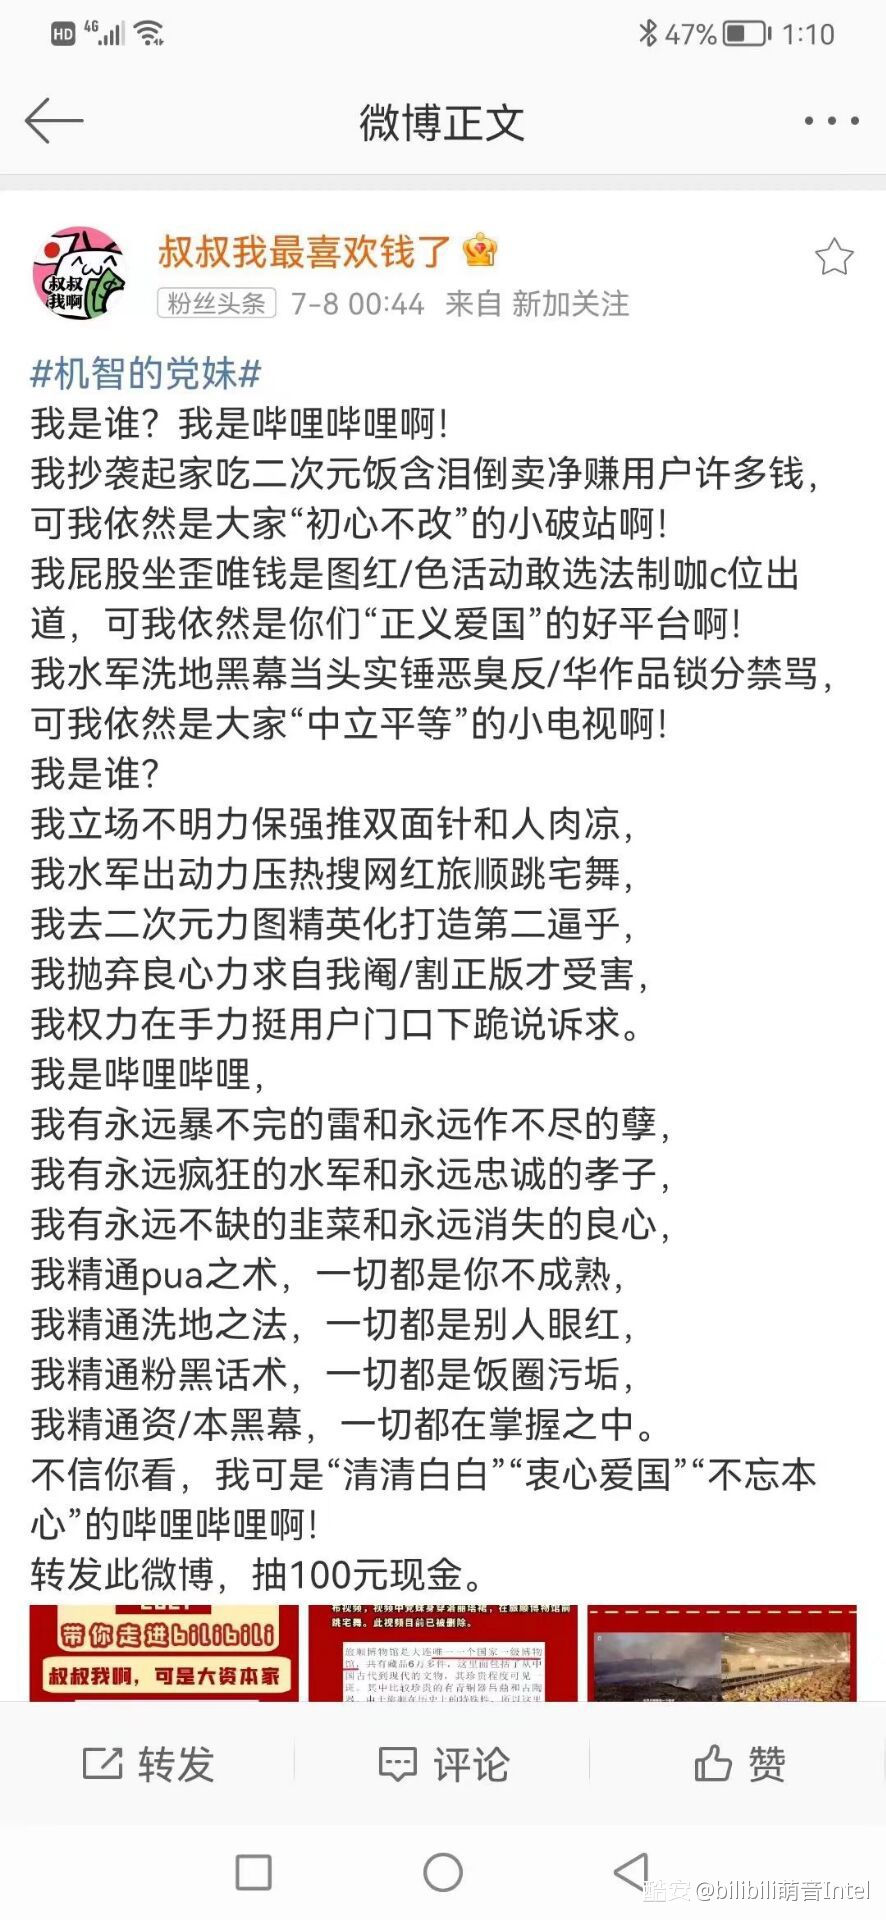 HD 4G 47% 1:10
微博正文
叔叔我最喜欢钱了
叔叔
我啊
粉丝头条 7-8 00:44 来自 新加关注
#机智的党妹#
我是谁？我是哔哩哔哩啊！
我抄袭起家吃二次元饭含泪倒卖净赚用户许多钱，
可我依然是大家“初心不改”的小破站啊！
我屁股坐歪唯钱是图红/色活动敢选法制咖c位出
道，可我依然是你们“正义爱国”的好平台啊！
我水军洗地黑幕当头实锤恶臭反/华作品锁分禁骂，
可我依然是大家“中立平等”的小电视啊！
我是谁？
我立场不明力保强推双面针和人肉凉，
我水军出动力压热搜网红旅顺跳宅舞，
我去二次元力图精英化打造第二逼乎，
我抛弃良心力求自我阉/割正版才受害，
我权力在手力挺用户门口下跪说诉求。
我是哔哩哔哩，
我有永远暴不完的雷和永远作不尽的孽，
我有永远疯狂的水军和永远忠诚的孝子，
我有永远不缺的韭菜和永远消失的良心，
我精通pua之术，一切都是你不成熟，
我精通洗地之法，一切都是别人眼红，
我精通粉黑话术，一切都是饭圈污垢，
我精通资/本黑幕，一切都在掌握之中。
不信你看，我可是“清清白白”“衷心爱国”“不忘本
心”的哔哩哔哩啊！
转发此微博，抽100元现金。
带你走进bilibili
叔叔我啊，可是大资本家
跳宅舞。此视频目前已被删除。
旅顺博物馆是大连唯一一个国家一级博物
馆，共有藏品6万多件，这里面包括了从中
国古代到现代的文物，其珍贵程度可见一
斑。其中比较珍贵的有青铜器吕鼎和古陶
转发 评论 赞
酷安 @bilibili萌音Intel